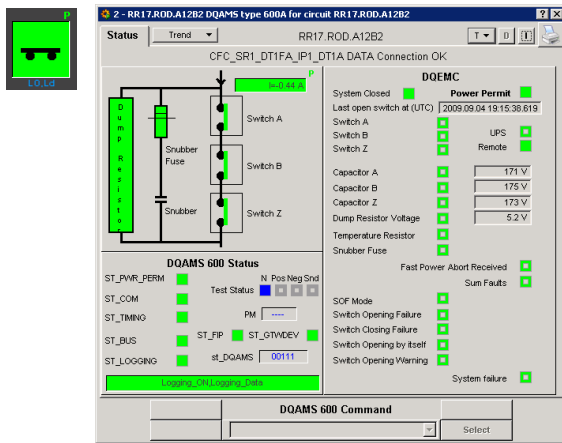 P
LO,Ld
2 - RR17.ROD.A12B2 DQAMS type 600A for circuit RR17.ROD.A12B2
Status
Trend
RR17.ROD.A12B2
T
D
CFC_SR1_DT1FA_IP1_DT1A DATA Connection OK
P
I=-0.44 A
Dump Resistor
Snubber Fuse
Snubber
Switch A
Switch B
Switch Z
DQAMS 600 Status
ST_PWR_PERM
N Pos Neg Snd
Test Status
ST_COM
ST_TIMING
PM ----
ST_BUS
ST_FIP
ST_GTWDEV
ST_LOGGING
st_DQAMS 00111
Logging_ON,Logging_Data
DQEMC
System Closed
Power Permit
Last open switch at (UTC) 2009.09.04 19:15:38.619
Switch A
Switch B
UPS
Switch Z
Remote
Capacitor A 171 V
Capacitor B 175 V
Capacitor Z 173 V
Dump Resistor Voltage 5.2 V
Temperature Resistor
Snubber Fuse
Fast Power Abort Received
Sum Faults
SOF Mode
Switch Opening Failure
Switch Closing Failure
Switch Opening by itself
Switch Opening Warning
System failure
DQAMS 600 Command
Select